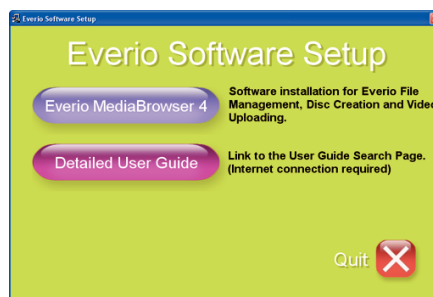 Everio Software Setup
Everio Software Setup
Everio MediaBrowser 4
Software installation for Everio File
Management, Disc Creation and Video
Uploading.
Detailed User Guide
Link to the User Guide Search Page.
(Internet connection required)
Quit